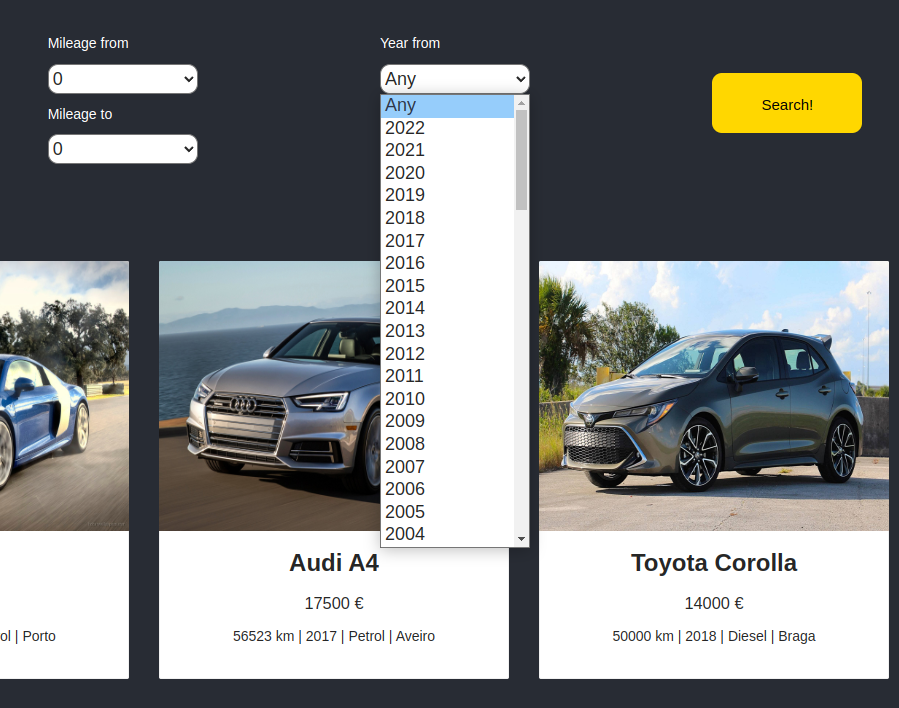 Mileage from
0
Mileage to
0
Year from
Any
Any
2022
2021
2020
2019
2018
2017
2016
2015
2014
2013
2012
2011
2010
2009
2008
2007
2006
2005
2004
Search!
ol | Porto
Audi A4
17500 €
56523 km | 2017 | Petrol | Aveiro
Toyota Corolla
14000 €
50000 km | 2018 | Diesel | Braga